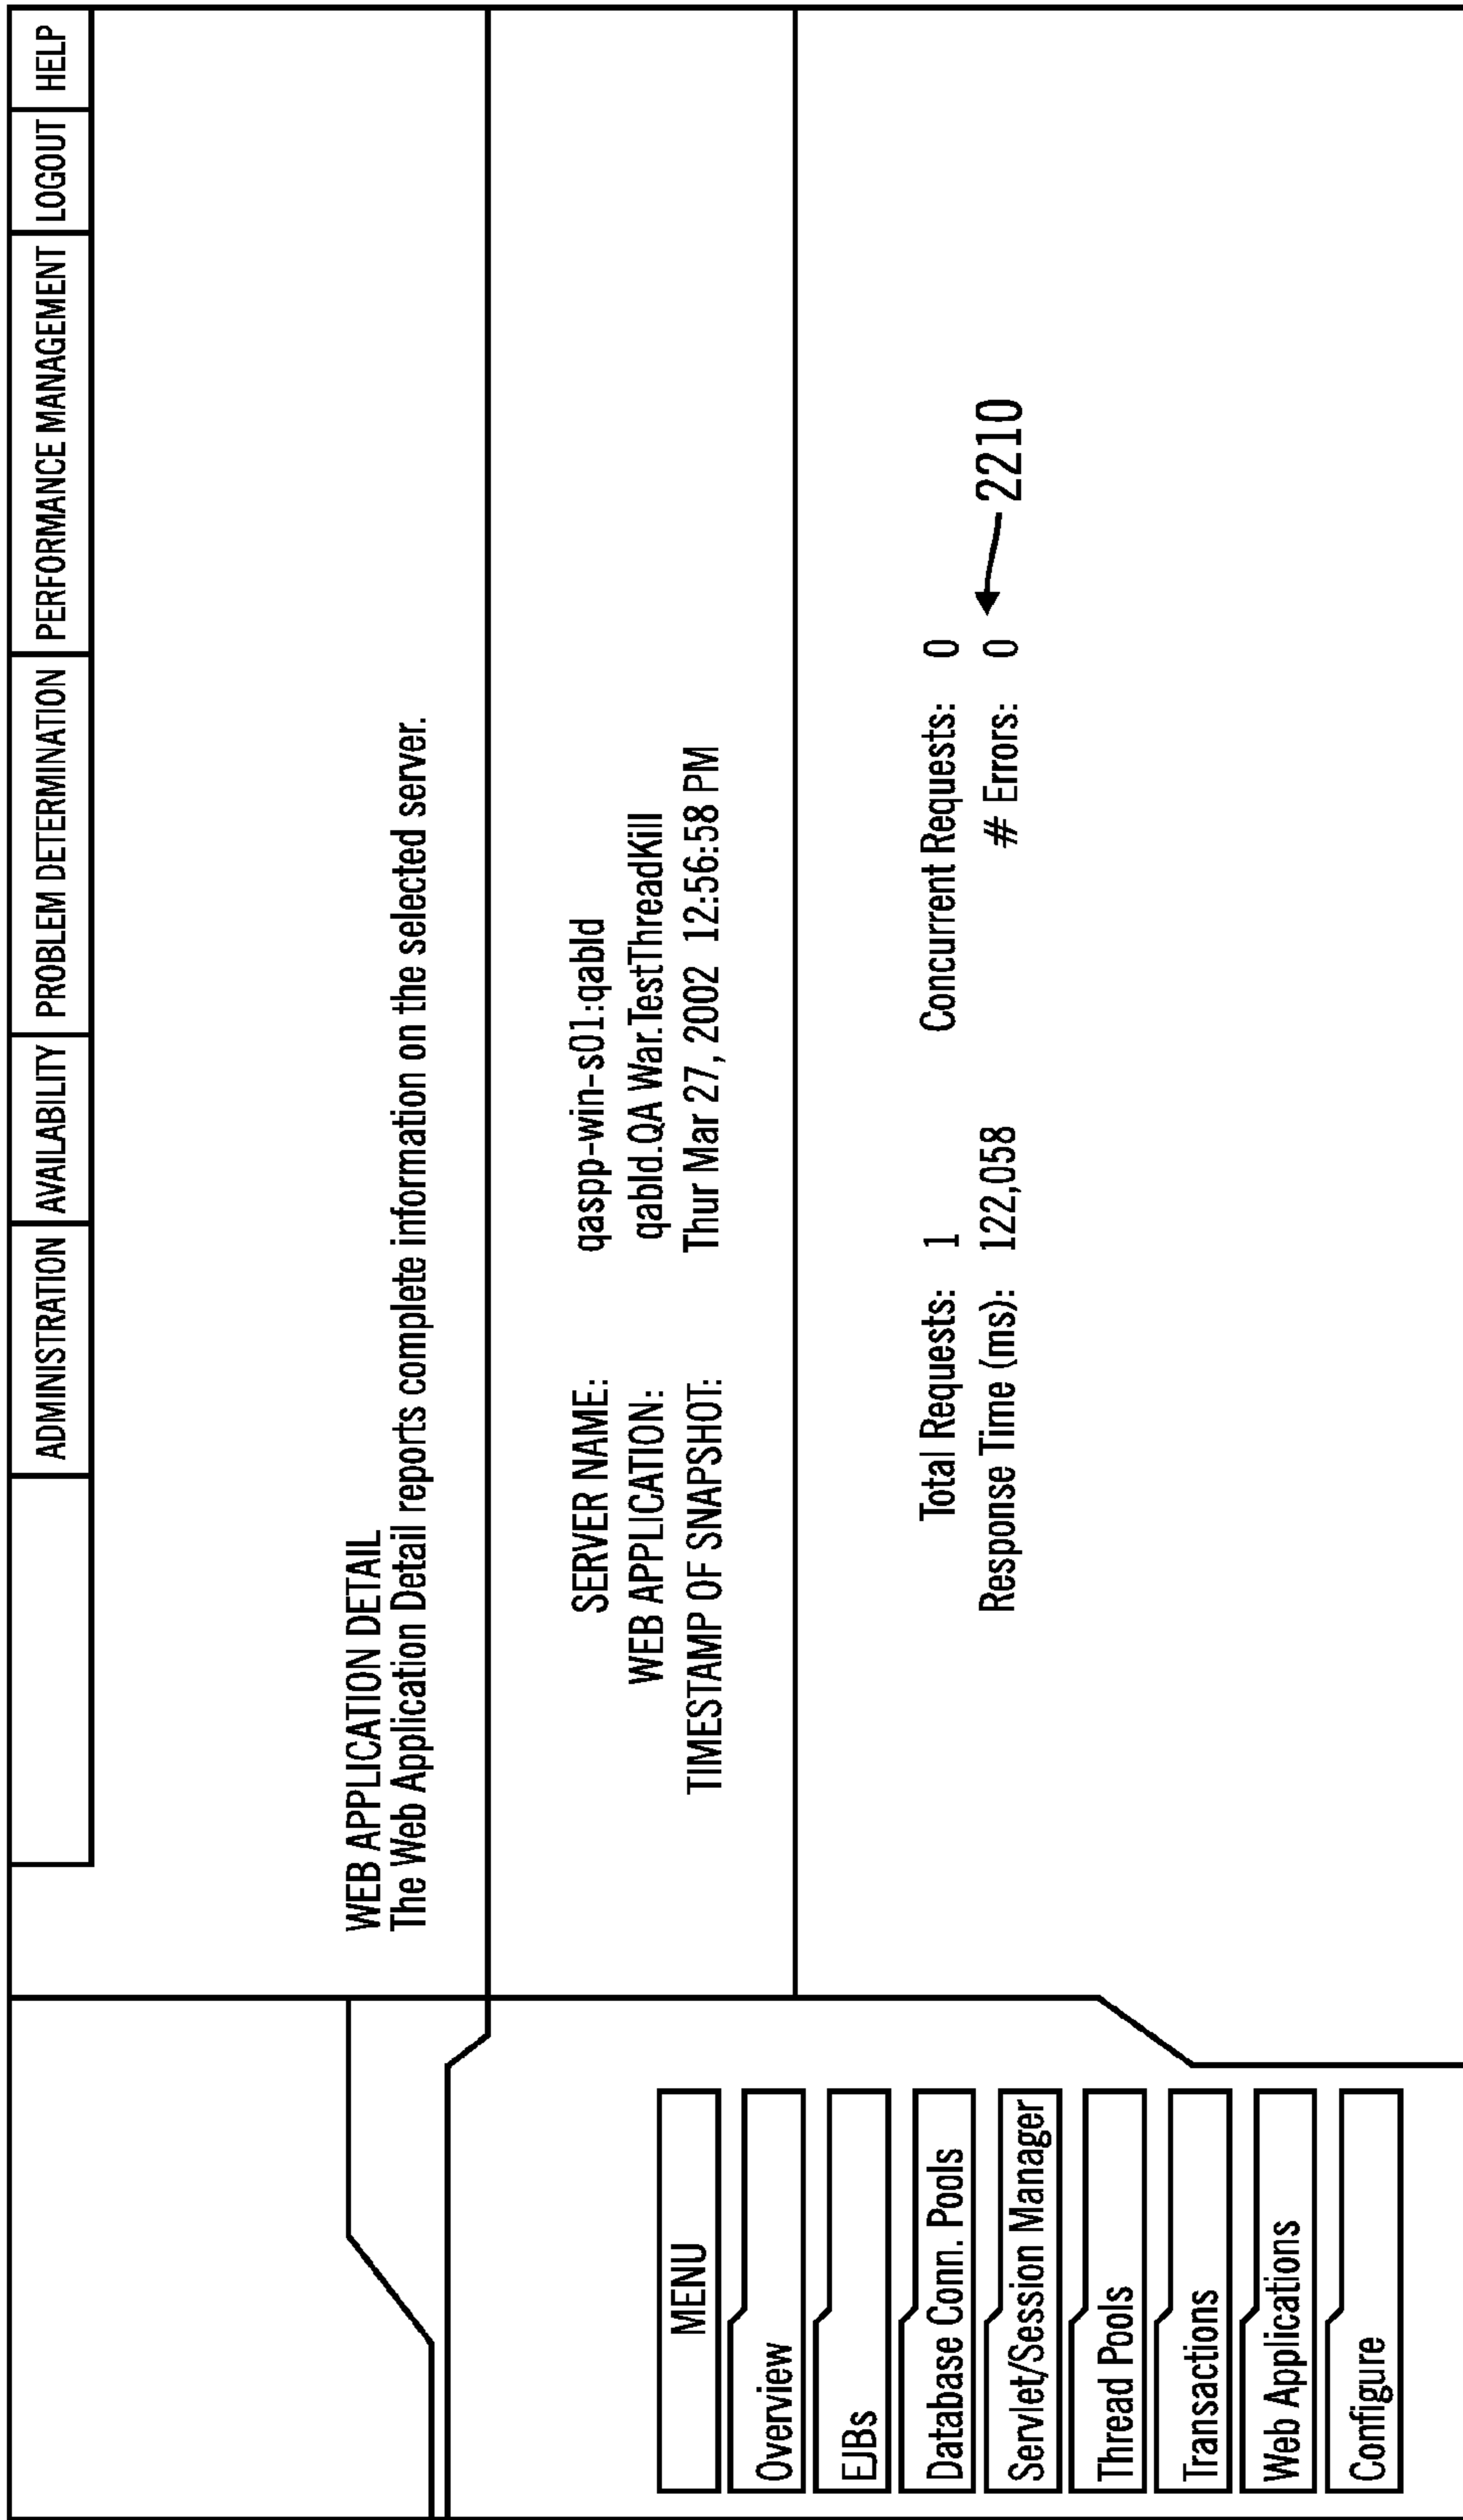 ADMINISTRATION AVAILABILITY PROBLEM DETERMINATION PERFORMANCE MANAGEMENT LOGOUT HELP
WEB APPLICATION DETAIL
The Web Application Detail reports complete information on the selected server.
SERVER NAME: qaspp-win-s01:qabld
WEB APPLICATION: qabld.QA War.TestThreadKill
TIMESTAMP OF SNAPSHOT: Thur Mar 27, 2002 12:56:58 PM
Total Requests: 1 Concurrent Requests: 0
Response Time (ms): 122,058 # Errors: 0 2210
MENU
Overview
EJBs
Database Conn. Pools
Servlet/Session Manager
Thread Pools
Transactions
Web Applications
Configure